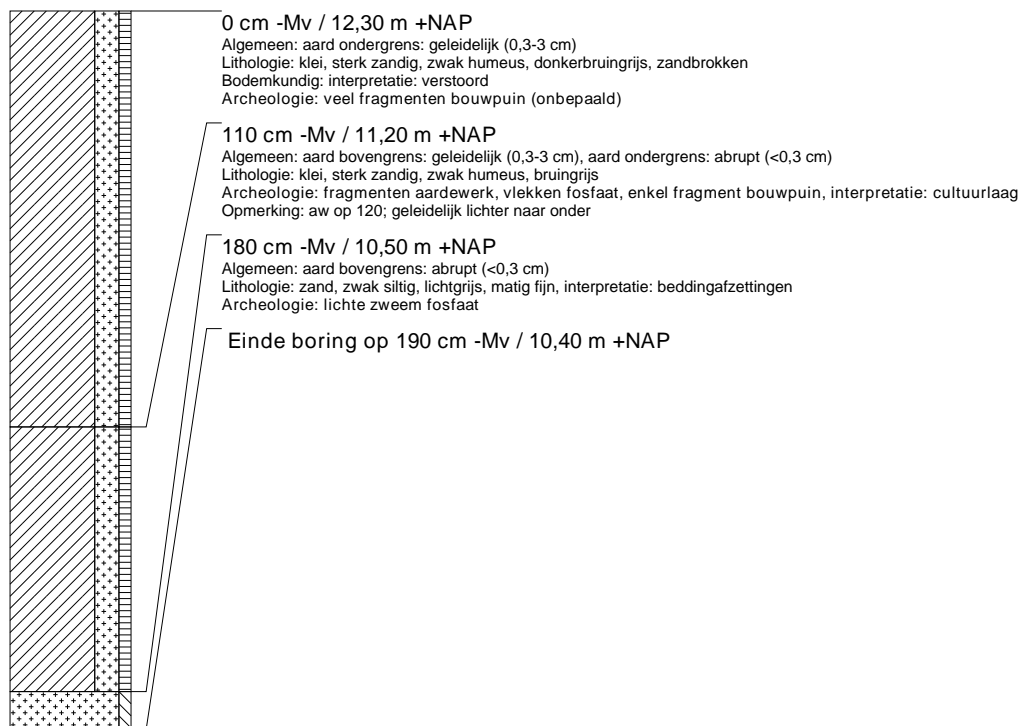 0 cm -Mv / 12,30 m +NAP
Algemeen: aard ondergrens: geleidelijk (0,3-3 cm)
Lithologie: klei, sterk zandig, zwak humeus, donkerbruingrijs, zandbrokken
Bodemkundig: interpretatie: verstoord
Archeologie: veel fragmenten bouwpuin (onbepaald)
110 cm -Mv / 11,20 m +NAP
Algemeen: aard bovengrens: geleidelijk (0,3-3 cm), aard ondergrens: abrupt (<0,3 cm)
Lithologie: klei, sterk zandig, zwak humeus, bruingrijs
Archeologie: fragmenten aardewerk, vlekken fosfaat, enkel fragment bouwpuin, interpretatie: cultuurlaag
Opmerking: aw op 120; geleidelijk lichter naar onder
180 cm -Mv / 10,50 m +NAP
Algemeen: aard bovengrens: abrupt (<0,3 cm)
Lithologie: zand, zwak siltig, lichtgrijs, matig fijn, interpretatie: beddingafzettingen
Archeologie: lichte zweem fosfaat
Einde boring op 190 cm -Mv / 10,40 m +NAP